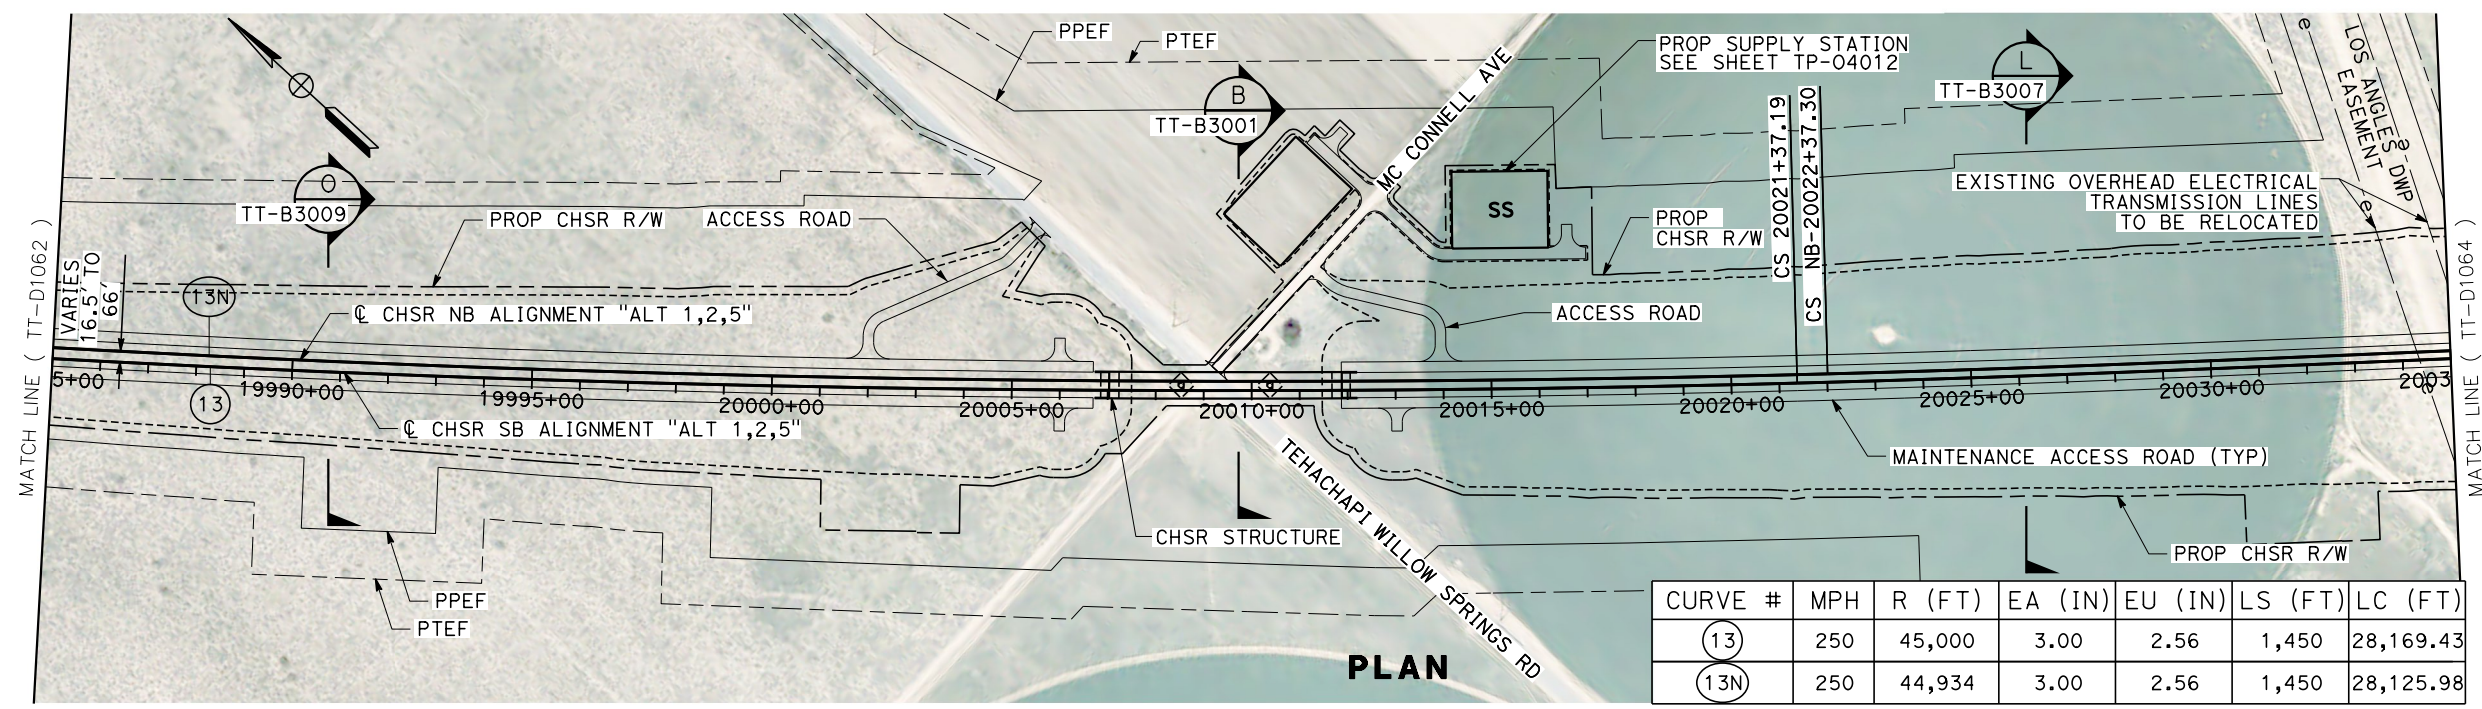 PPEF
PTEF
PROP SUPPLY STATION
SEE SHEET TP-04012
L
TT-B3007
B
TT-B3001
MC CONNELL AVE
CS 20021+37.19
CS NB-20022+37.30
LOS ANGLES DWP
EASEMENT
e
e
e
e
O
TT-B3009
PROP CHSR R/W
ACCESS ROAD
SS
PROP
CHSR R/W
EXISTING OVERHEAD ELECTRICAL
TRANSMISSION LINES
TO BE RELOCATED
MATCH LINE ( TT-D1062 )
VARIES
16.5' TO
66'
13N
℄ CHSR NB ALIGNMENT "ALT 1,2,5"
ACCESS ROAD
MATCH LINE ( TT-D1064 )
5+00
19990+00
19995+00
20000+00
20005+00
20010+00
20015+00
20020+00
20025+00
20030+00
2003
13
℄ CHSR SB ALIGNMENT "ALT 1,2,5"
MAINTENANCE ACCESS ROAD (TYP)
TEHACHAPI WILLOW SPRINGS RD
CHSR STRUCTURE
PROP CHSR R/W
PPEF
PTEF
PLAN
CURVE # MPH R (FT) EA (IN) EU (IN) LS (FT) LC (FT)
13 250 45,000 3.00 2.56 1,450 28,169.43
13N 250 44,934 3.00 2.56 1,450 28,125.98